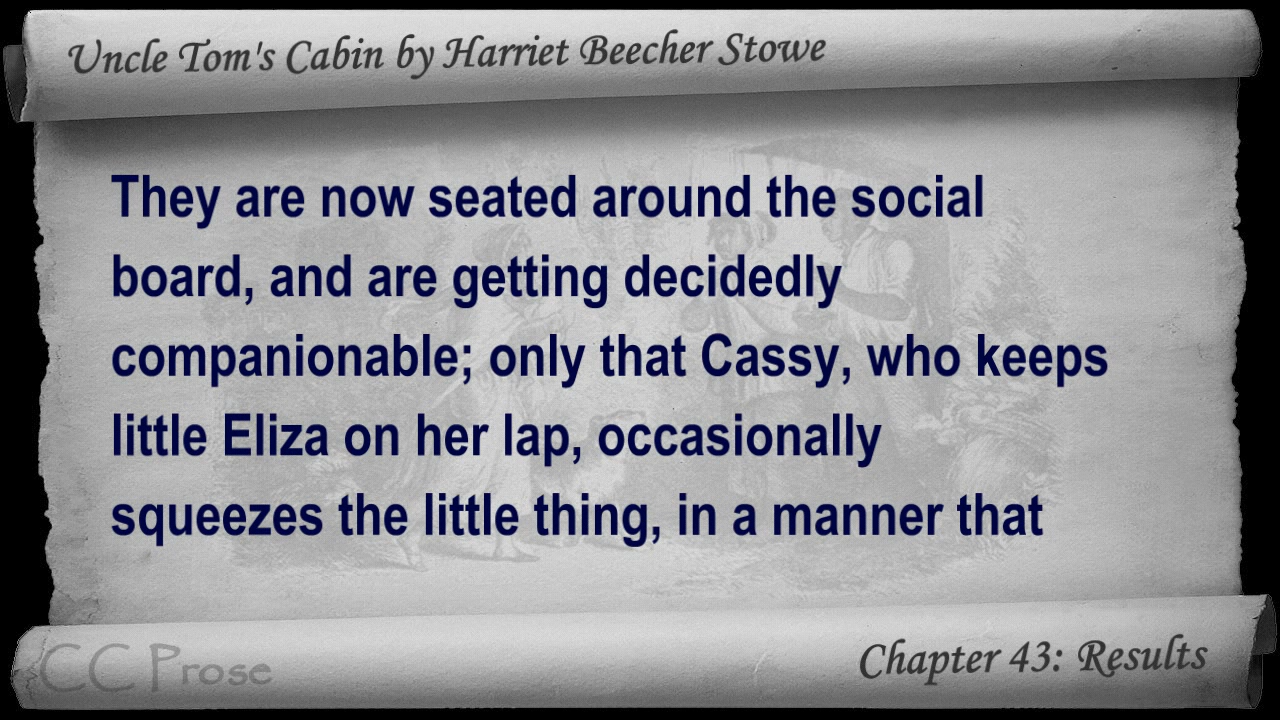 Uncle Tom's Cabin by Harriet Beecher Stowe
They are now seated around the social
board, and are getting decidedly
companionable; only that Cassy, who keeps
little Eliza on her lap, occasionally
squeezes the little thing, in a manner that
CC Prose
Chapter 43: Results